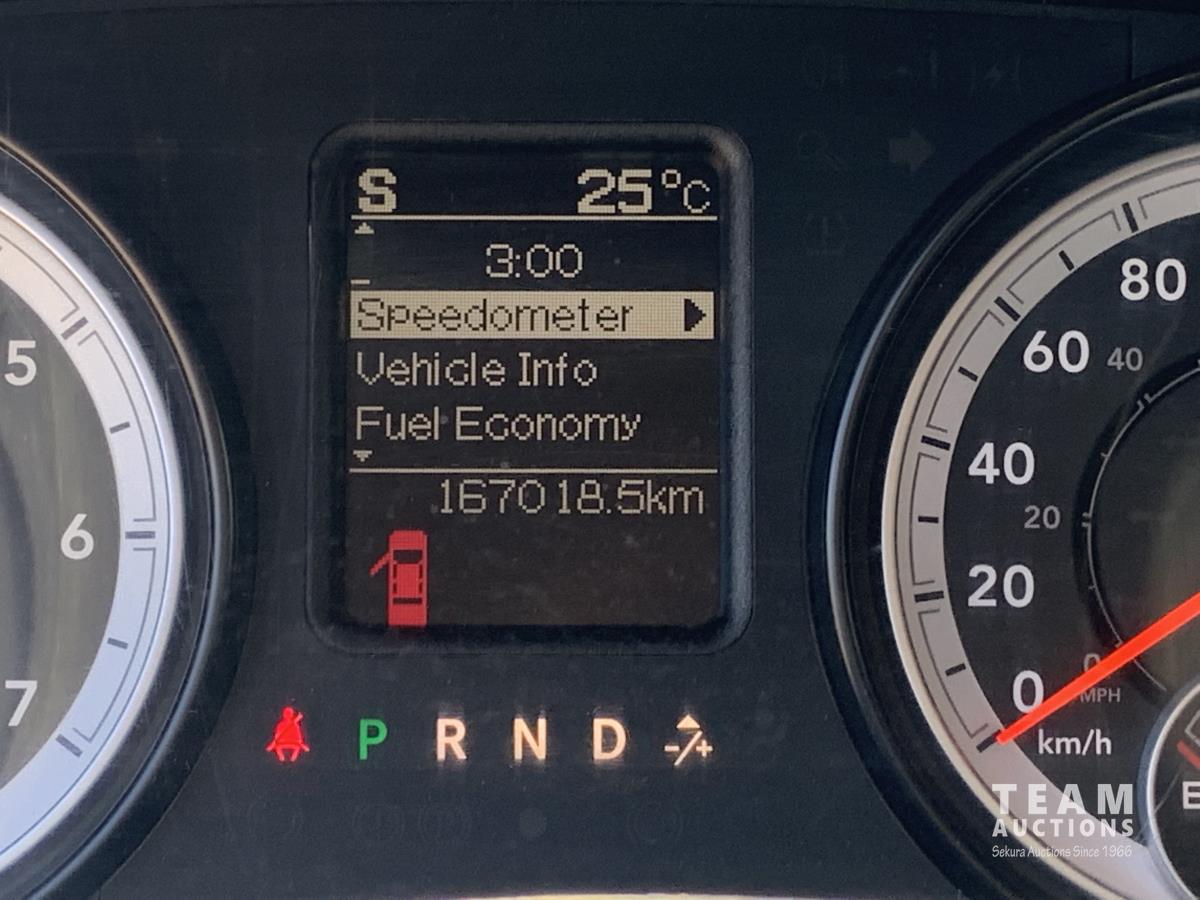 S 25°C
3:00
Speedometer
Vehicle Info
Fuel Economy
167018.5km
P R N D -/+
5
6
7
80
60 40
40
20
20
0 0
MPH
km/h
E
TEAM
AUCTIONS
Sekura Auctions Since 1966